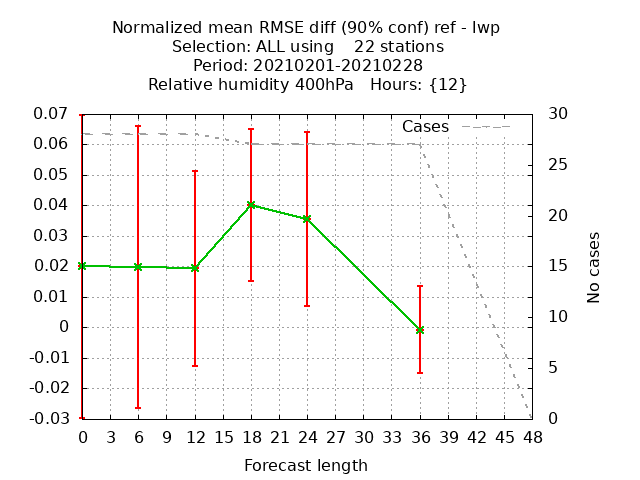 Normalized mean RMSE diff (90% conf) ref - lwp
Selection: ALL using    22 stations
Period: 20210201-20210228
Relative humidity 400hPa   Hours: {12}
Cases
0.07
0.06
0.05
0.04
0.03
0.02
0.01
0
-0.01
-0.02
-0.03
30
25
20
15
10
5
0
No cases
0 3 6 9 12 15 18 21 24 27 30 33 36 39 42 45 48
Forecast length